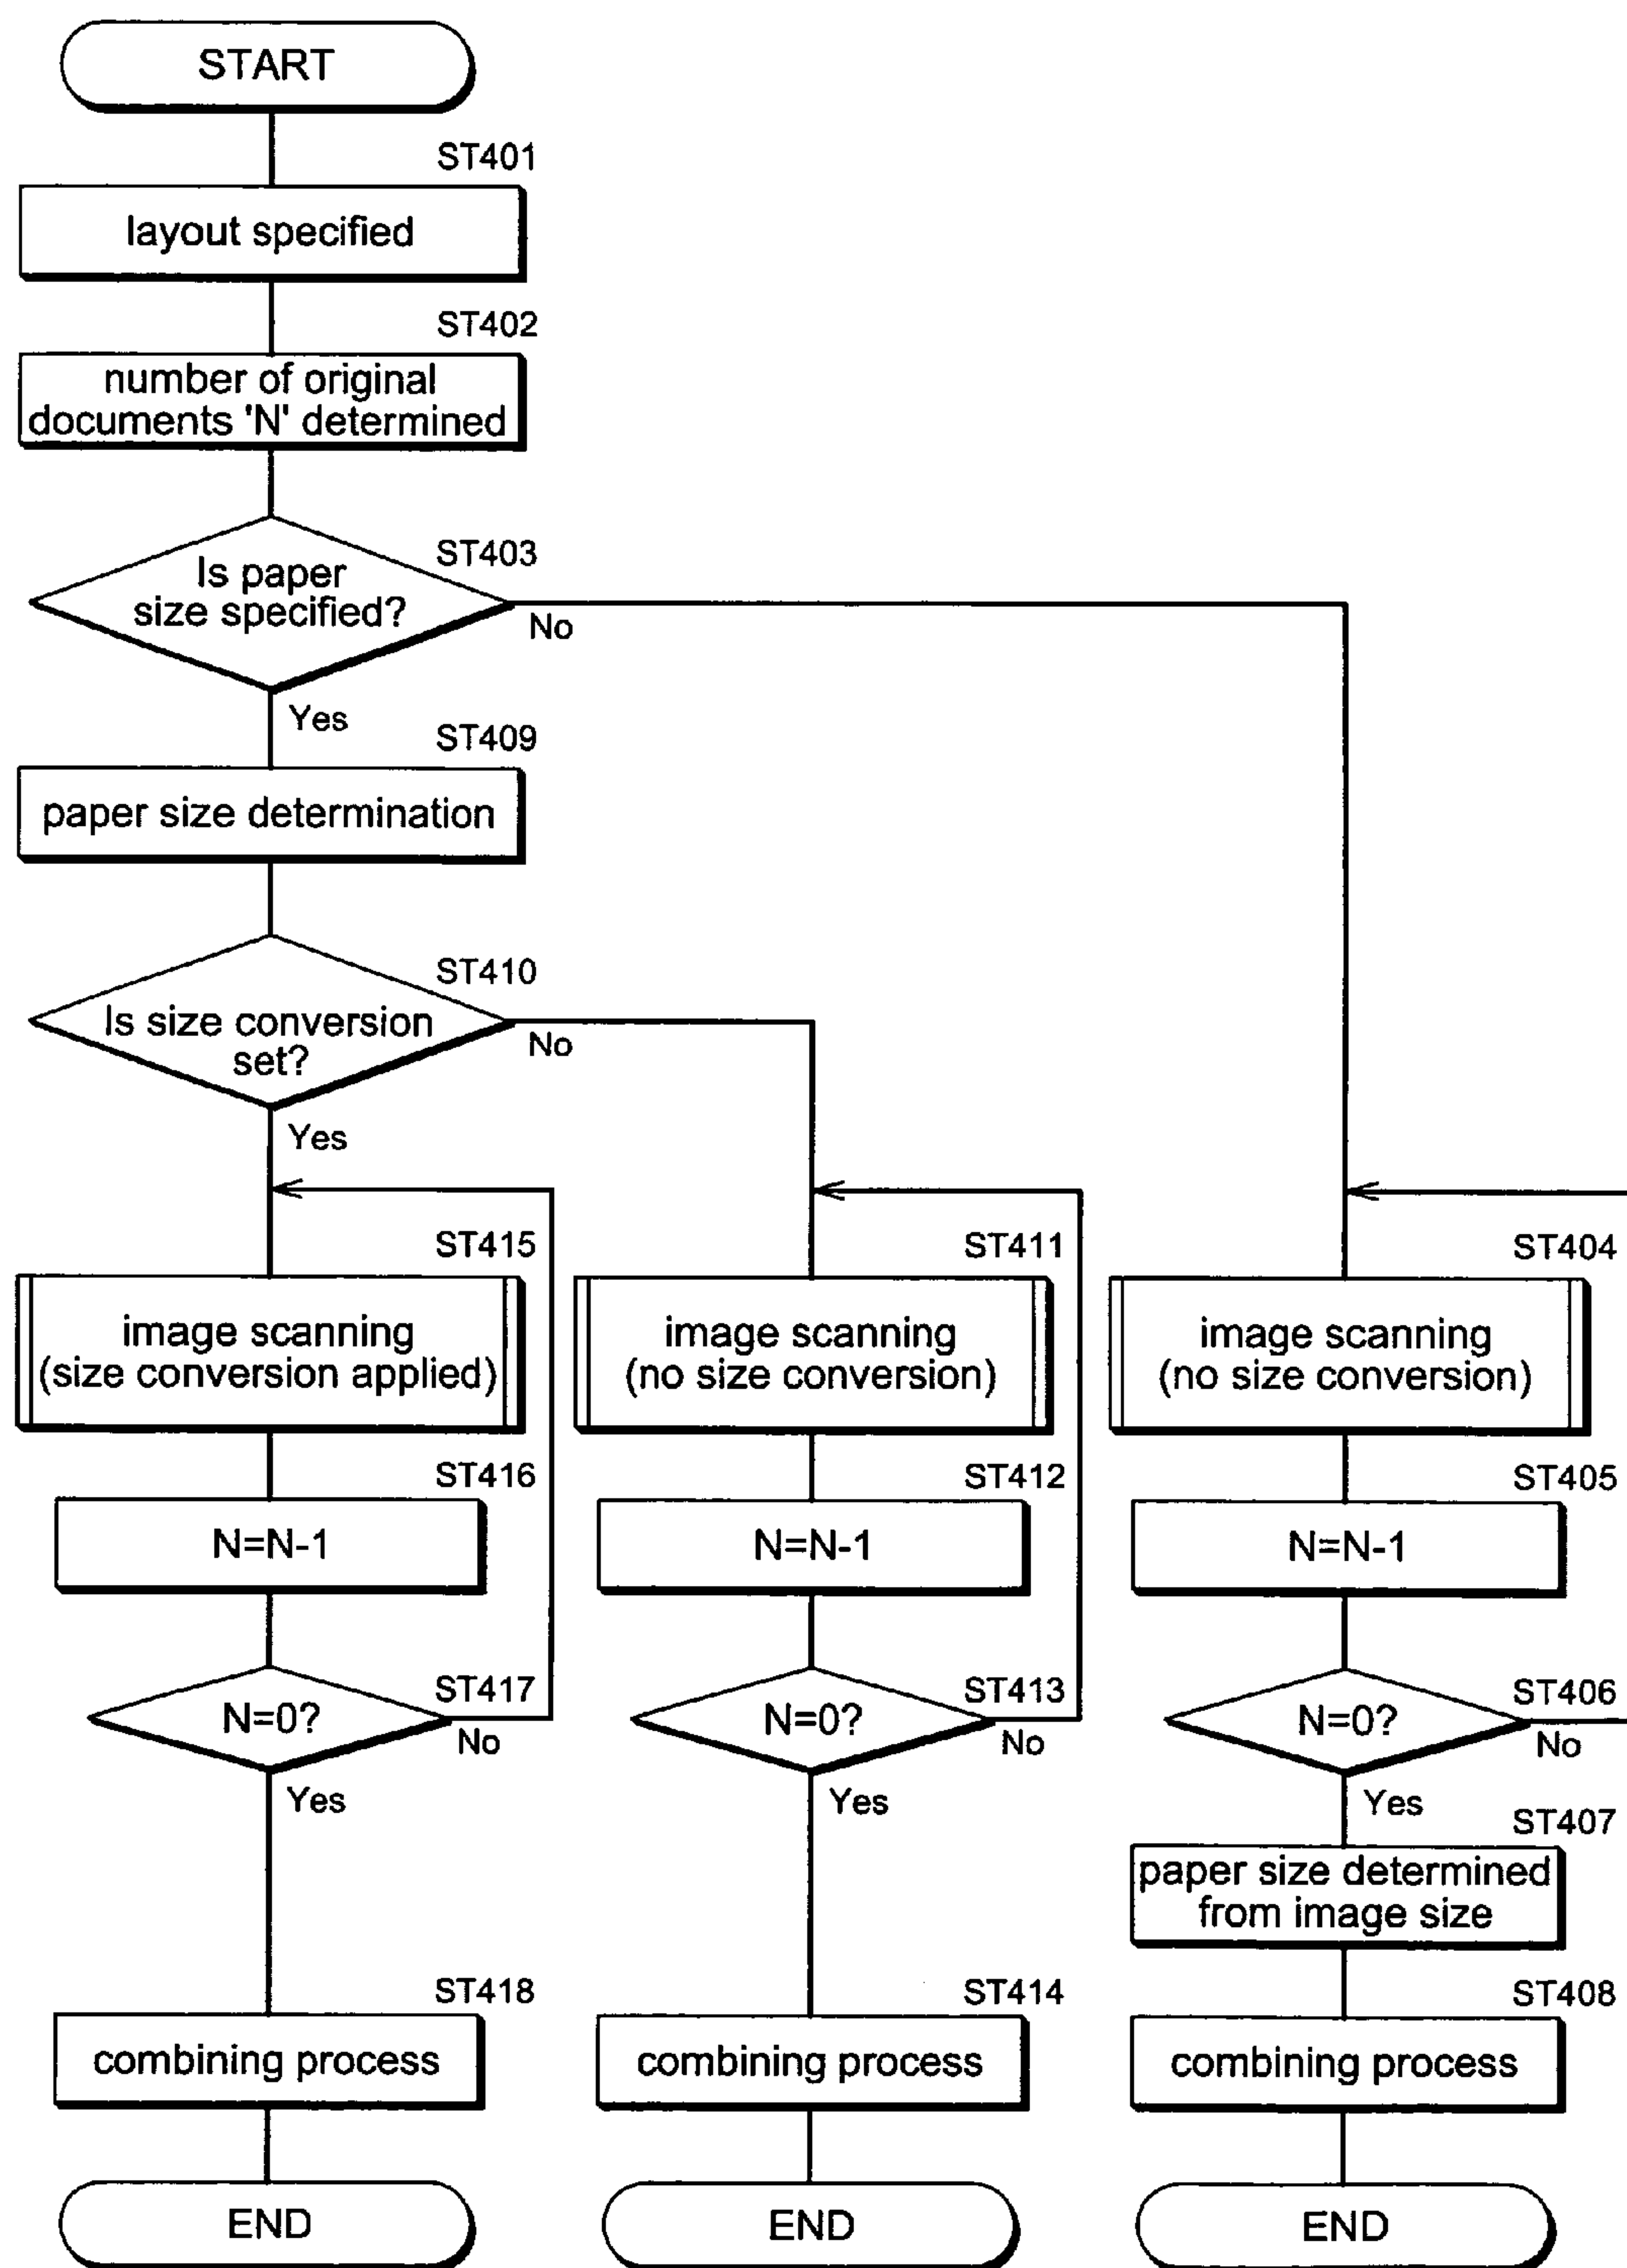 START
ST401
layout specified
ST402
number of original
documents 'N' determined
ST403
Is paper
size specified?
No
Yes
ST409
paper size determination
ST410
Is size conversion
set?
No
Yes
ST415
image scanning
(size conversion applied)
ST416
N=N-1
ST417
N=0?
No
Yes
ST418
combining process
END
ST411
image scanning
(no size conversion)
ST412
N=N-1
ST413
N=0?
No
Yes
ST414
combining process
END
ST404
image scanning
(no size conversion)
ST405
N=N-1
ST406
N=0?
No
Yes
ST407
paper size determined
from image size
ST408
combining process
END